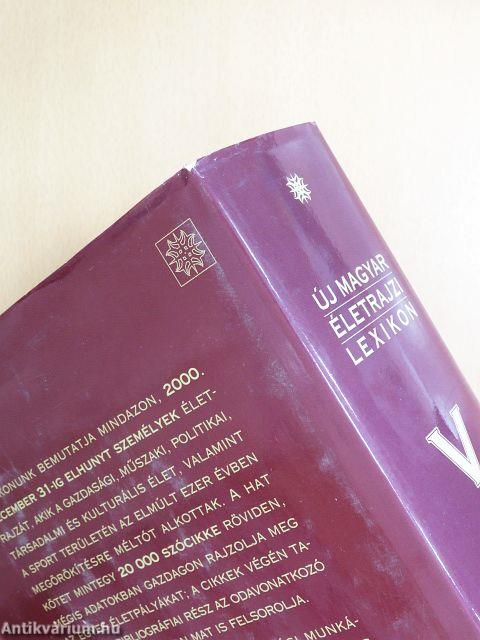 ÚJ MAGYAR
ÉLETRAJZI
LEXIKON
V
KONUNK BEMUTATJA MINDAZON, 2000.
CEMBER 31-IG ELHUNYT SZEMÉLYEK ÉLET-
RAJZÁT, AKIK A GAZDASÁGI, MŰSZAKI, POLITIKAI,
TÁRSADALMI ÉS KULTURÁLIS ÉLET, VALAMINT
A SPORT TERÜLETÉN AZ ELMÚLT EZER ÉVBEN
MEGÖRÖKÍTÉSRE MÉLTÓT ALKOTTAK. A HAT
KÖTET MINTEGY 20 000 SZÓCIKKE RÖVIDEN,
MÉGIS ADATOKBAN GAZDAGON RAJZOLJA MEG
ÉLETPÁLYÁKAT; A CIKKEK VÉGÉN TA-
BIBLIOGRÁFIAI RÉSZ AZ ODAVONATKOZÓ
MAT IS FELSOROLJA.
MUNKÁ-
Antikvárium.hu